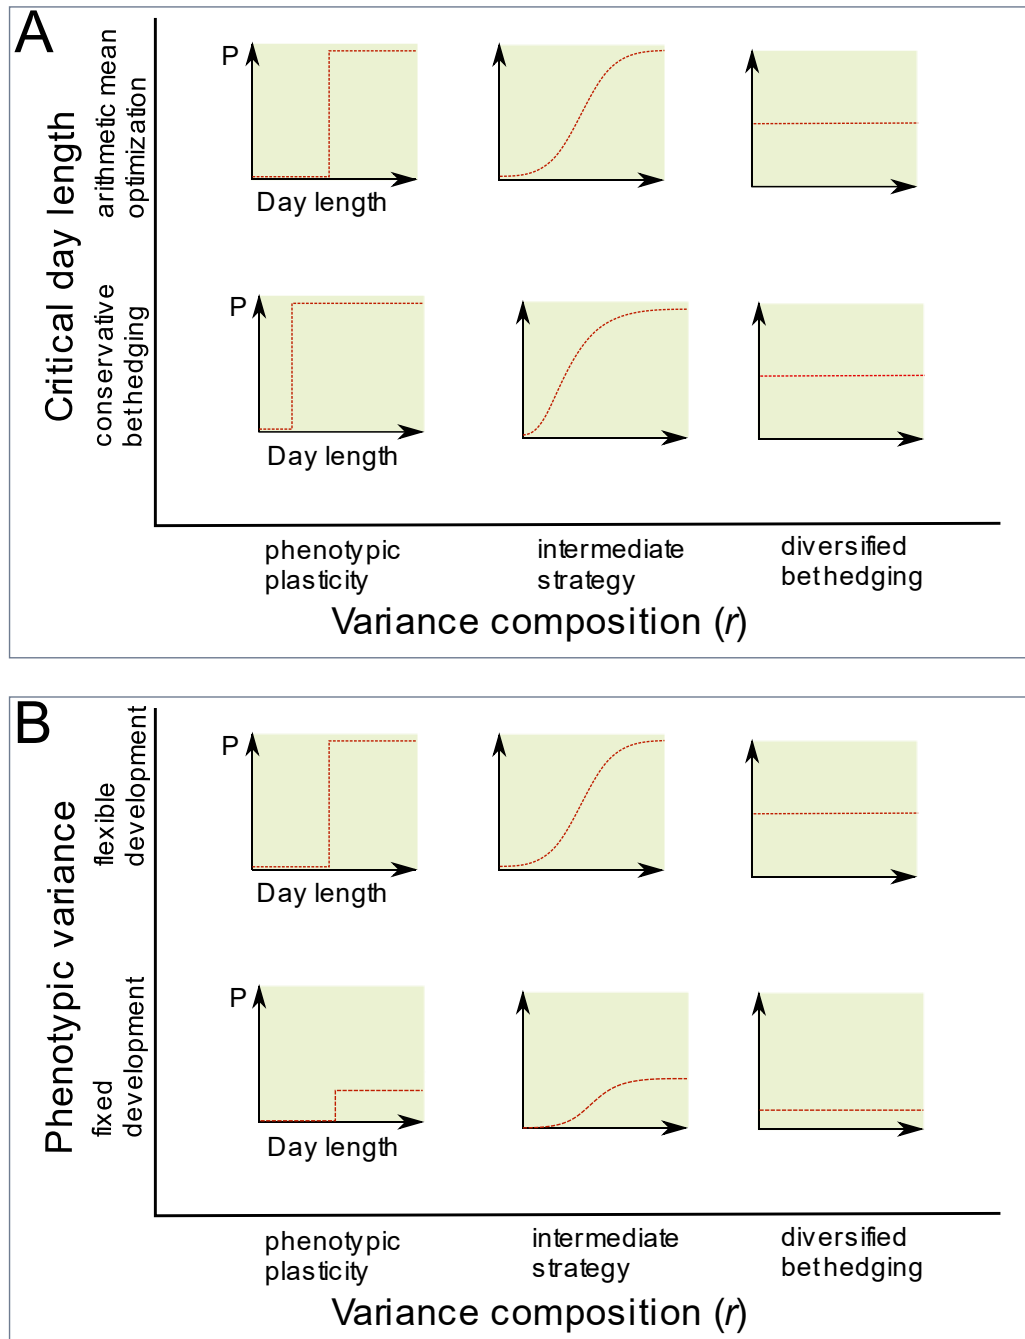 A
Critical day length
arithmetic mean
optimization
conservative
bethedging
P
Day length
P
Day length
phenotypic
plasticity
intermediate
strategy
diversified
bethedging
Variance composition (r)
B
Phenotypic variance
flexible
development
fixed
development
P
Day length
P
Day length
phenotypic
plasticity
intermediate
strategy
diversified
bethedging
Variance composition (r)